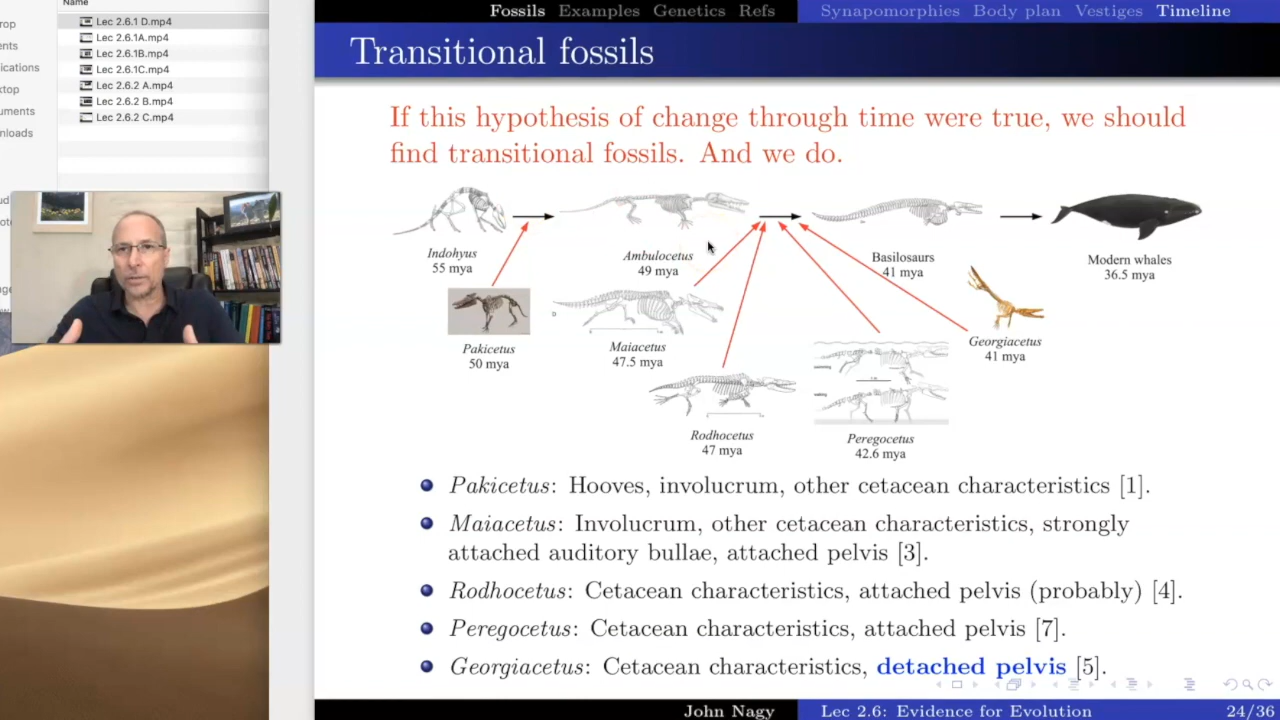 Name
Lec 2.6.1 D.mp4
Lec 2.6.1A.mp4
Lec 2.6.1B.mp4
Lec 2.6.1C.mp4
Lec 2.6.2 A.mp4
Lec 2.6.2 B.mp4
Lec 2.6.2 C.mp4
rop
ents
ications
ktop
uments
nloads
Fossils Examples Genetics Refs Synapomorphies Body plan Vestiges Timeline
Transitional fossils
If this hypothesis of change through time were true, we should
find transitional fossils. And we do.
Indohyus
55 mya
Ambulocetus
49 mya
Basilosaurs
41 mya
Modern whales
36.5 mya
Pakicetus
50 mya
Maiacetus
47.5 mya
Georgiacetus
41 mya
Rodhocetus
47 mya
Peregocetus
42.6 mya
Pakicetus: Hooves, involucrum, other cetacean characteristics [1].
Maiacetus: Involucrum, other cetacean characteristics, strongly
attached auditory bullae, attached pelvis [3].
Rodhocetus: Cetacean characteristics, attached pelvis (probably) [4].
Peregocetus: Cetacean characteristics, attached pelvis [7].
Georgiacetus: Cetacean characteristics, detached pelvis [5].
John Nagy Lec 2.6: Evidence for Evolution 24/36